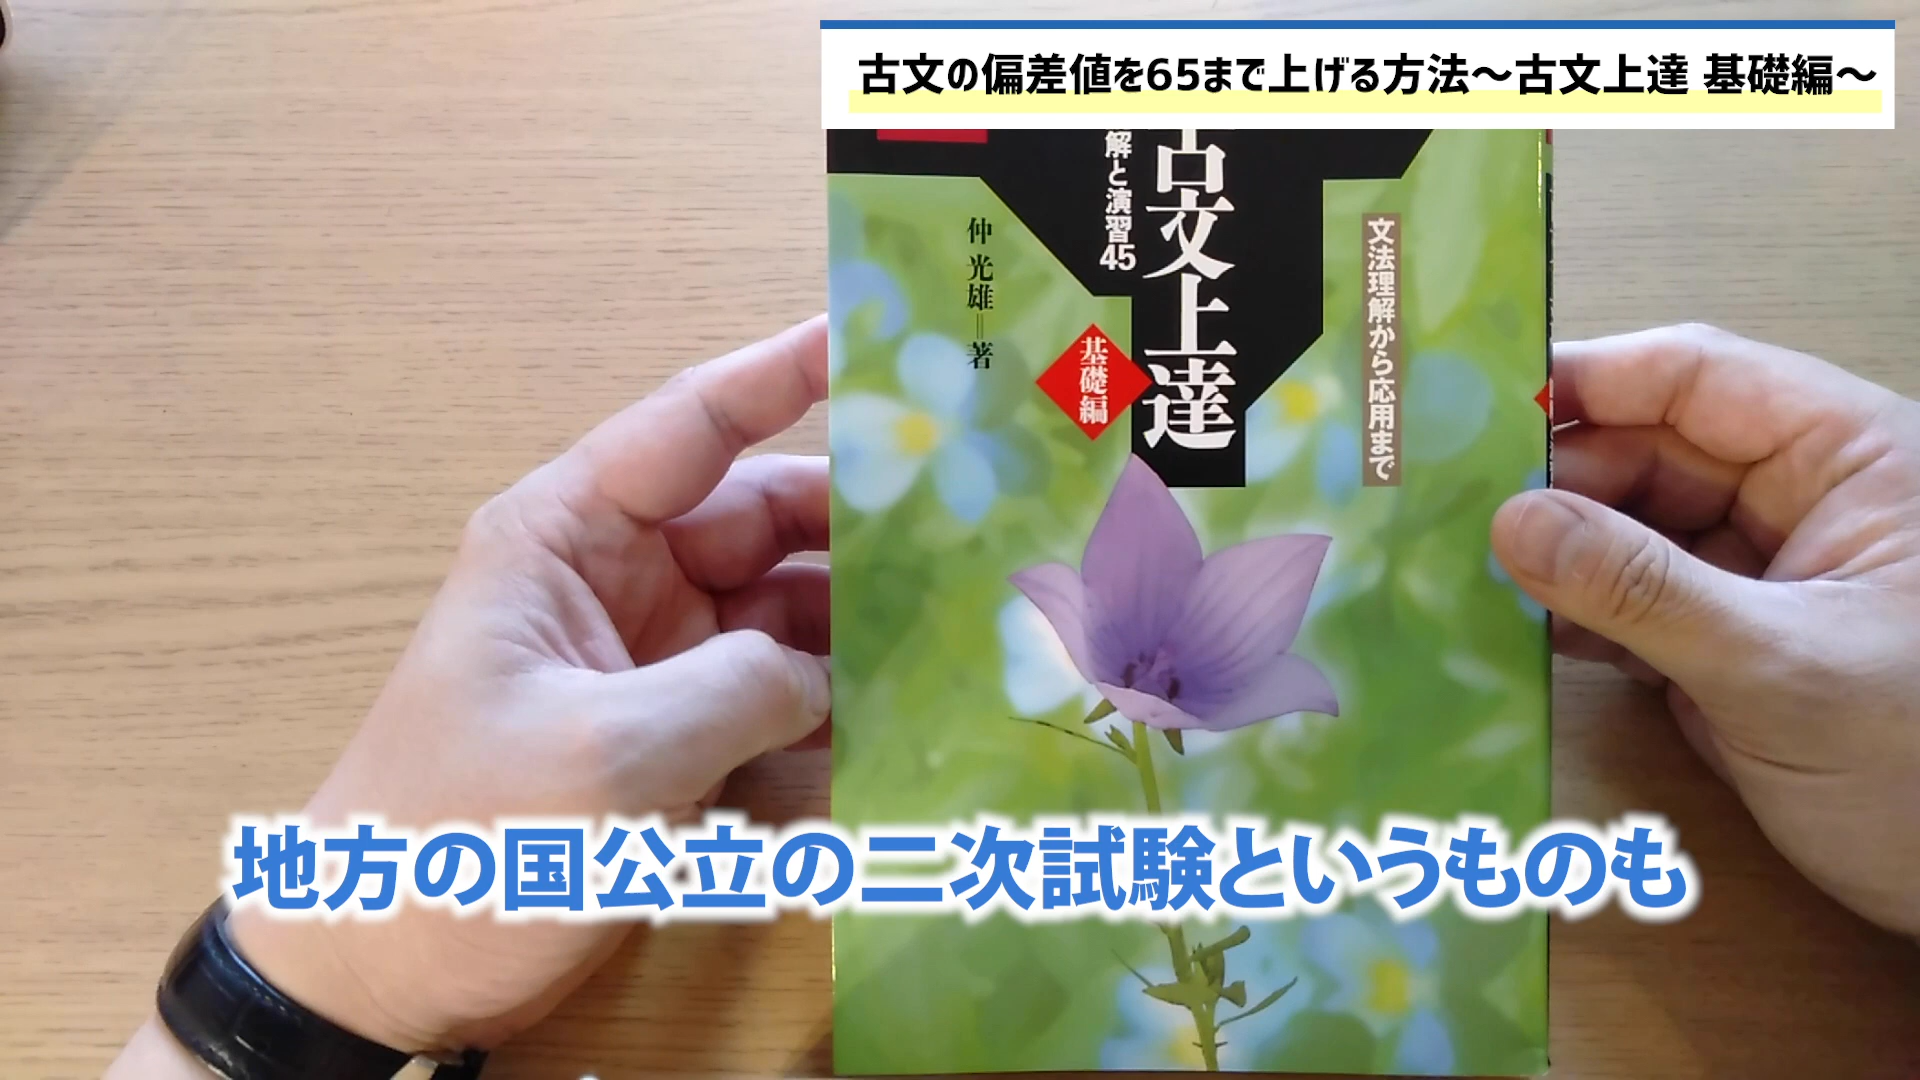 古文の偏差値を65まで上げる方法〜古文上達 基礎編〜
文法理解から応用まで
古文上達
基礎編
解と演習45
仲 光雄＝著
地方の国公立の二次試験というものも